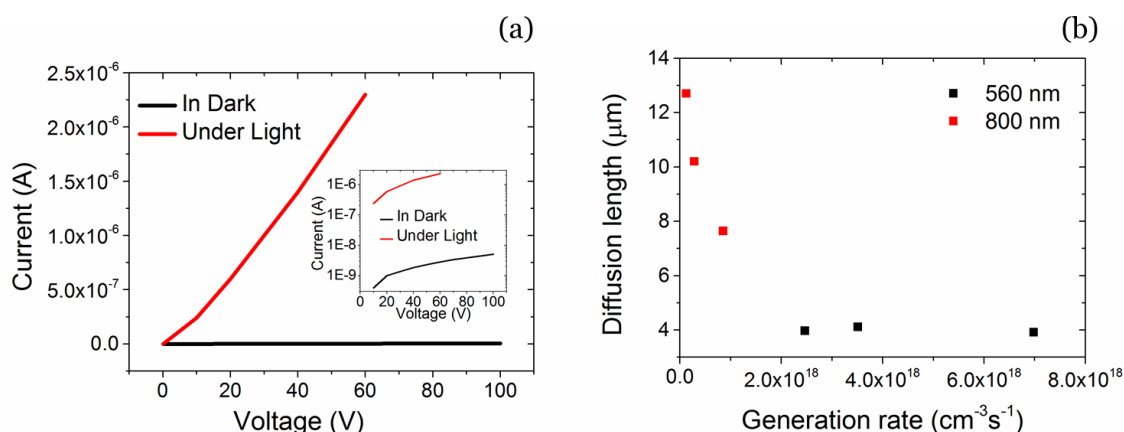 (a)
2.5x10⁻⁶
2.0x10⁻⁶
1.5x10⁻⁶
1.0x10⁻⁶
5.0x10⁻⁷
0.0
Current (A)
In Dark
Under Light
1E-6
1E-7
1E-8
1E-9
Current (A)
In Dark
Under Light
0 20 40 60 80 100
Voltage (V)
0 20 40 60 80 100
Voltage (V)
(b)
14
12
10
8
6
4
2
Diffusion length (μm)
560 nm
800 nm
0.0 2.0x10¹⁸ 4.0x10¹⁸ 6.0x10¹⁸ 8.0x10¹⁸
Generation rate (cm⁻³s⁻¹)